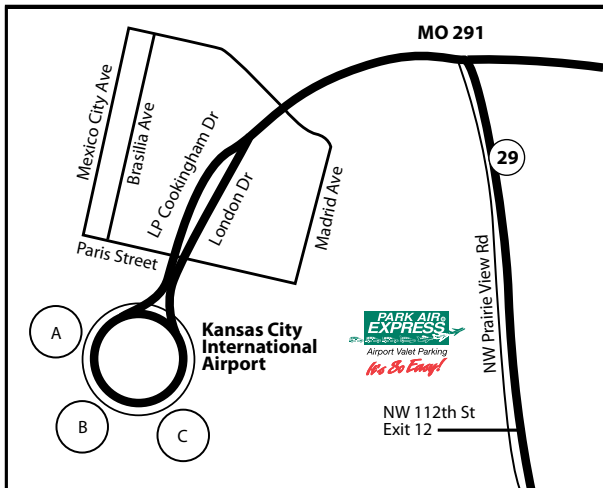 MO 291
Mexico City Ave
Brasilia Ave
LP Cookingham Dr
London Dr
Madrid Ave
29
Paris Street
NW Prairie View Rd
A
B
C
Kansas City
International
Airport
PARK AIR
EXPRESS
Airport Valet Parking
It's So Easy!
NW 112th St
Exit 12